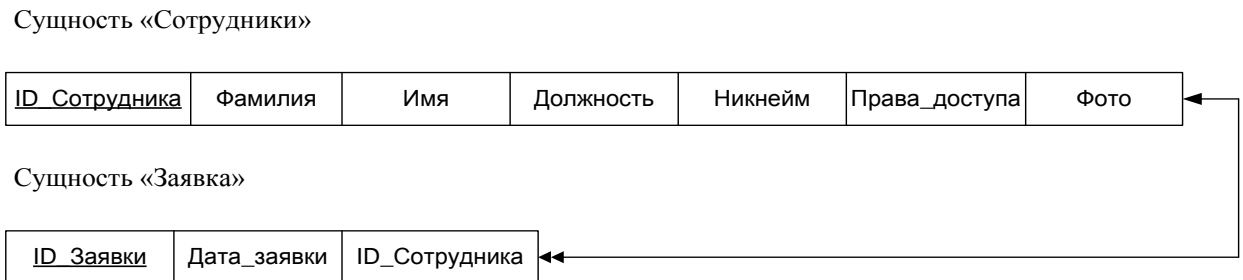 Сущность «Сотрудники»
ID_Сотрудника Фамилия Имя Должность Никнейм Права_доступа Фото
Сущность «Заявка»
ID_Заявки Дата_заявки ID_Сотрудника